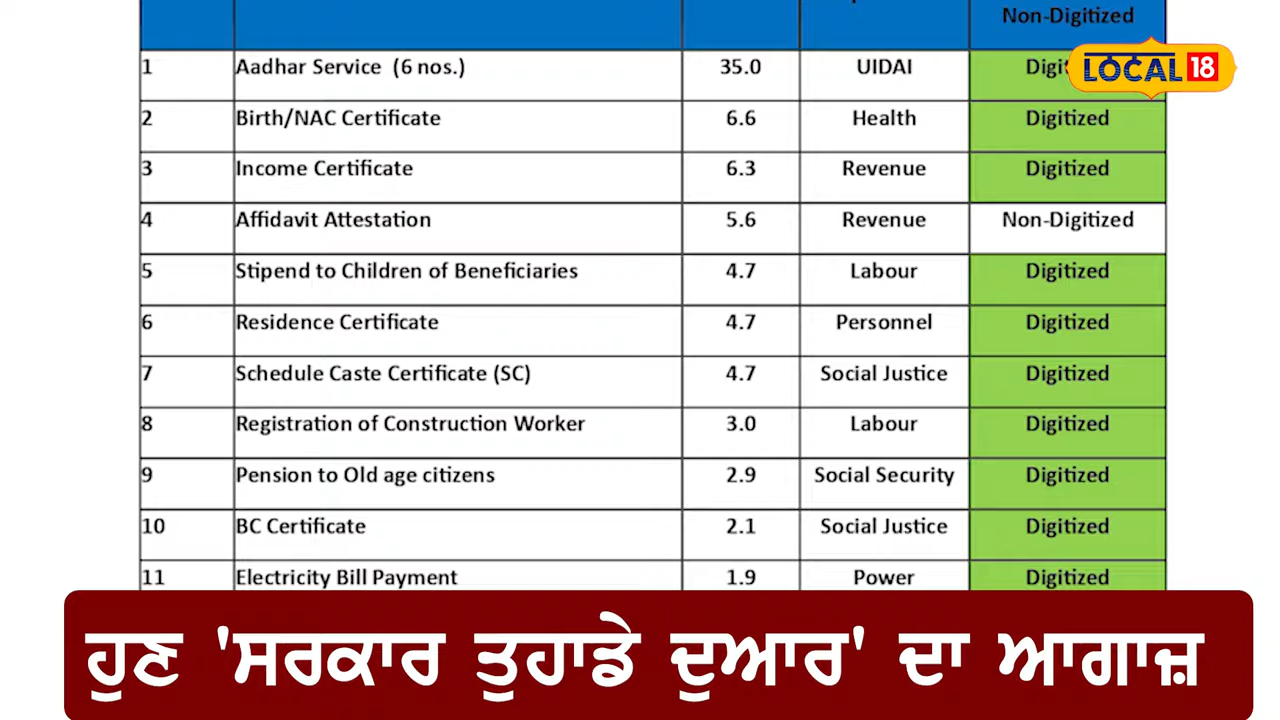 Non-Digitized
1 Aadhar Service (6 nos.) 35.0 UIDAI
LOCAL 18
2 Birth/NAC Certificate 6.6 Health Digitized
3 Income Certificate 6.3 Revenue Digitized
4 Affidavit Attestation 5.6 Revenue Non-Digitized
5 Stipend to Children of Beneficiaries 4.7 Labour Digitized
6 Residence Certificate 4.7 Personnel Digitized
7 Schedule Caste Certificate (SC) 4.7 Social Justice Digitized
8 Registration of Construction Worker 3.0 Labour Digitized
9 Pension to Old age citizens 2.9 Social Security Digitized
10 BC Certificate 2.1 Social Justice Digitized
11 Electricity Bill Payment 1.9 Power Digitized
ਹੁਣ 'ਸਰਕਾਰ ਤੁਹਾਡੇ ਦੁਆਰ' ਦਾ ਆਗਾਜ਼